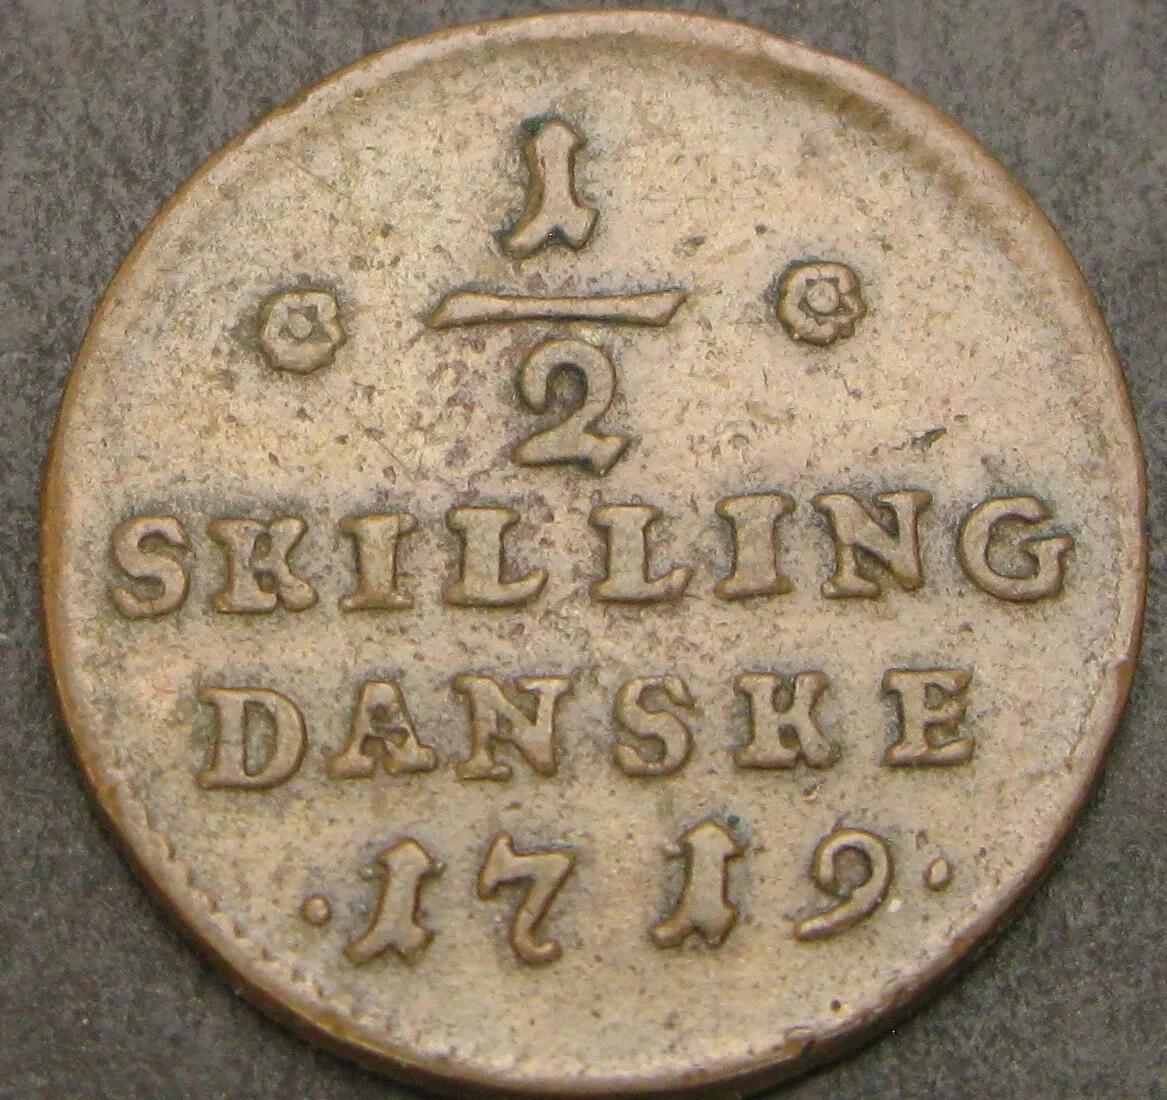 1
2
SKILLING
DANSKE
·1719·